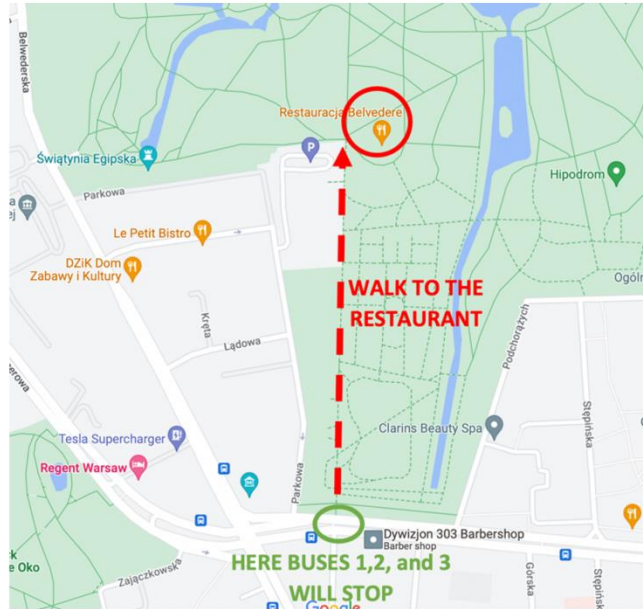 Belwederska
Restauracja Belvedere
P
Świątynia Egipska
Hipodrom
Parkowa
Le Petit Bistro
DZiK Dom
Zabawy i Kultury
Ogóln
WALK TO THE
RESTAURANT
Kręta
Lądowa
Podchorążych
Stępińska
Clarins Beauty Spa
Tesla Supercharger
Regent Warsaw
Parkowa
Dywizjon 303 Barbershop
Barber shop
HERE BUSES 1,2, and 3
WILL STOP
Zajączkowska
Google
Górska
Stępińska
e Oko